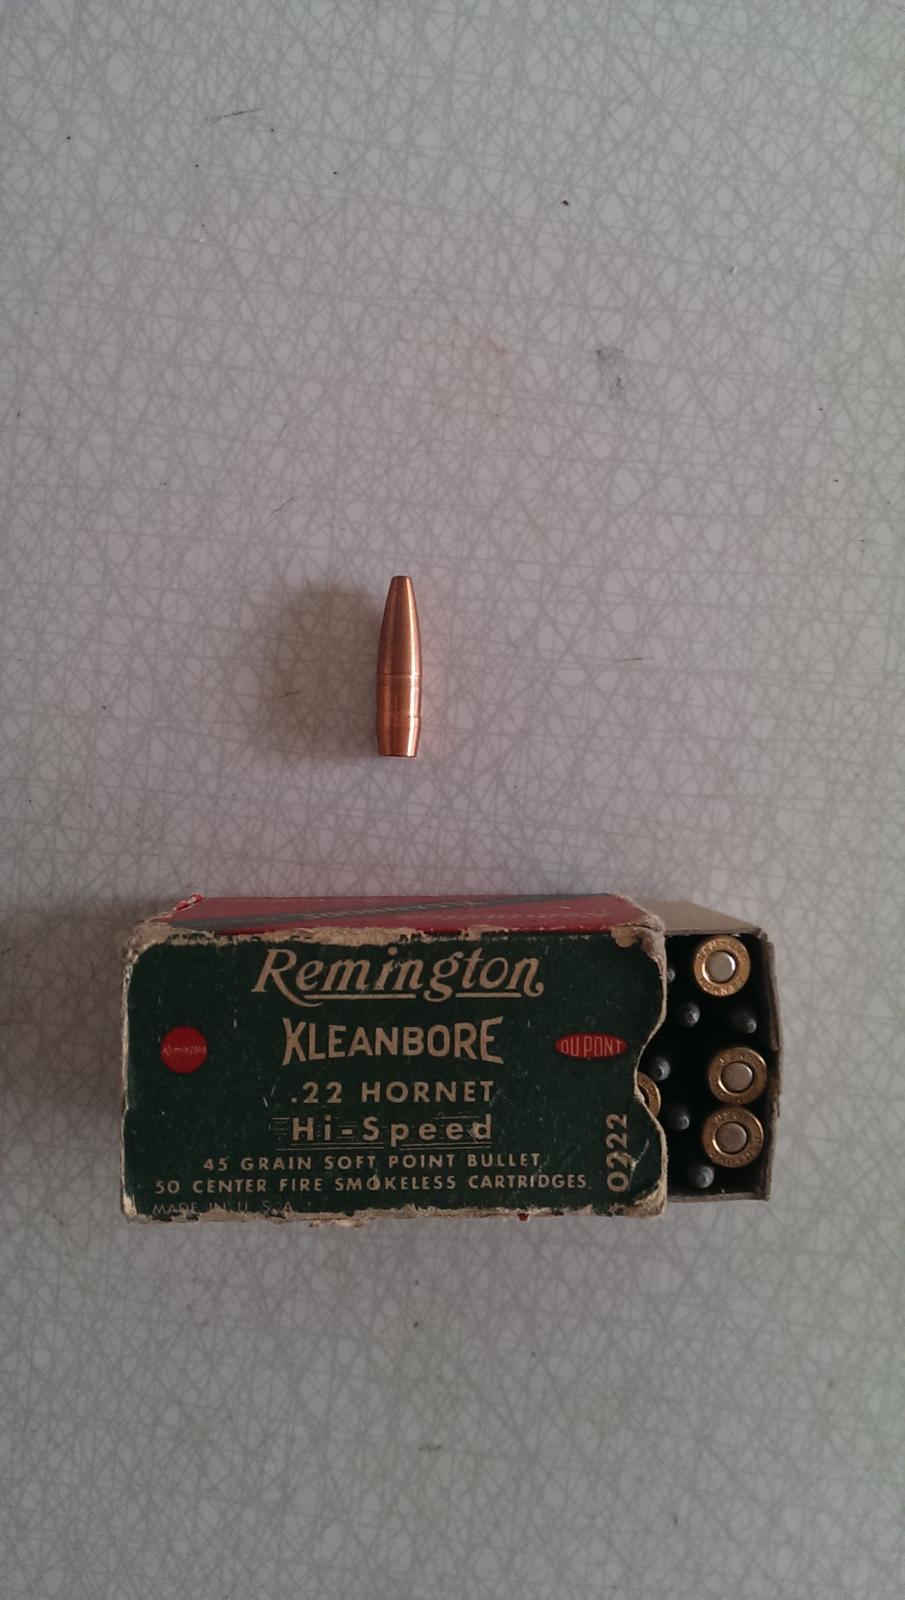 Remington
KLEANBORE
Remington
DU PONT
.22 HORNET
Hi-Speed
45 GRAIN SOFT POINT BULLET
50 CENTER FIRE SMOKELESS CARTRIDGES
MADE IN U.S.A.
0222